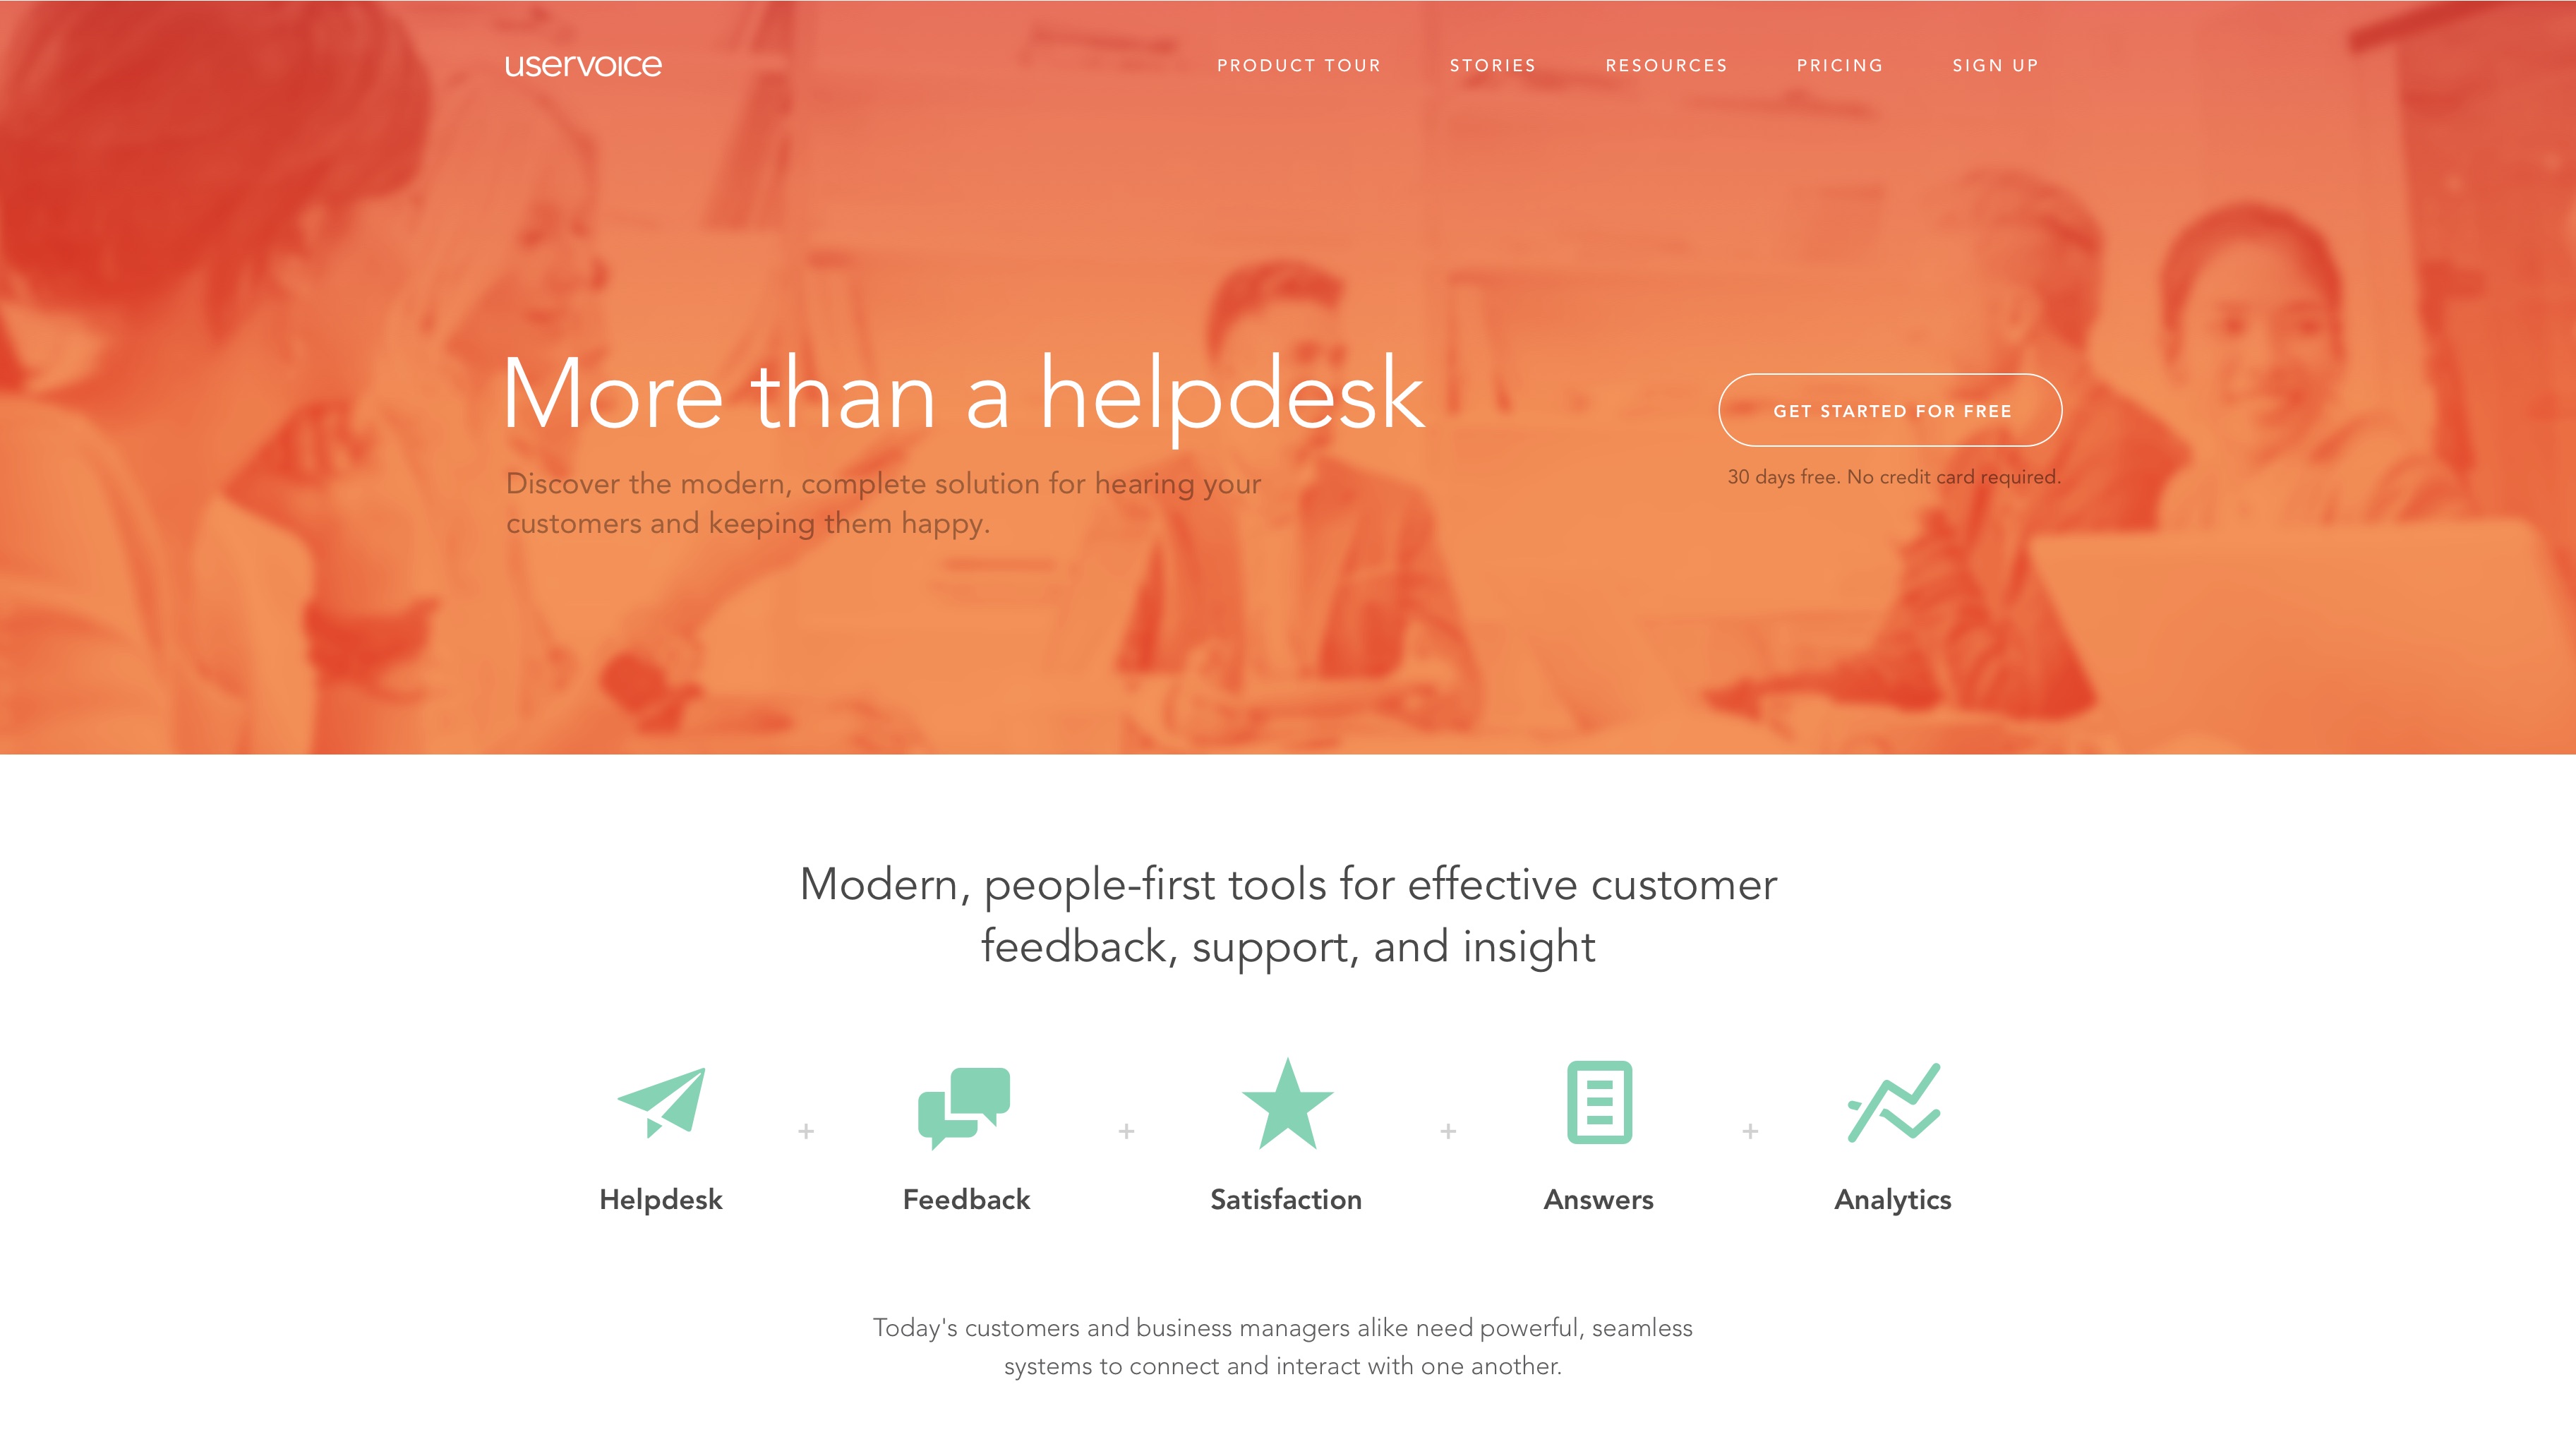 uservoice
PRODUCT TOUR
STORIES
RESOURCES
PRICING
SIGN UP
More than a helpdesk
Discover the modern, complete solution for hearing your
customers and keeping them happy.
GET STARTED FOR FREE
30 days free. No credit card required.
Modern, people-first tools for effective customer
feedback, support, and insight
+ + + +
Helpdesk
Feedback
Satisfaction
Answers
Analytics
Today's customers and business managers alike need powerful, seamless
systems to connect and interact with one another.